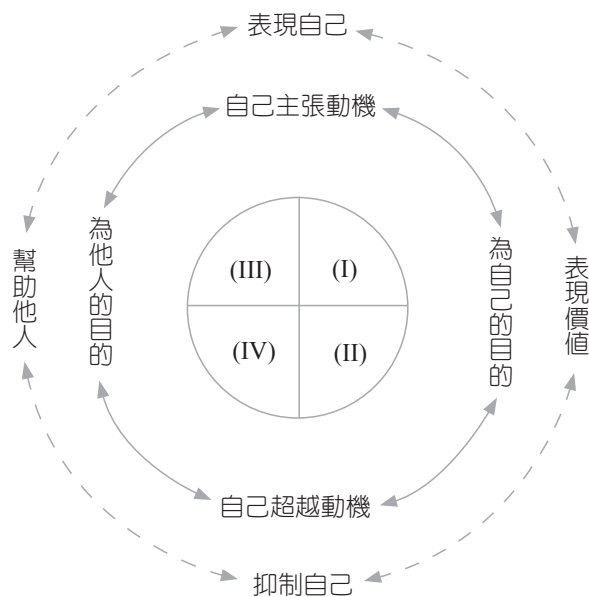 表現自己
自己主張動機
為他人的目的
幫助他人
(III)
(I)
為自己的目的
表現價值
(IV)
(II)
自己超越動機
抑制自己